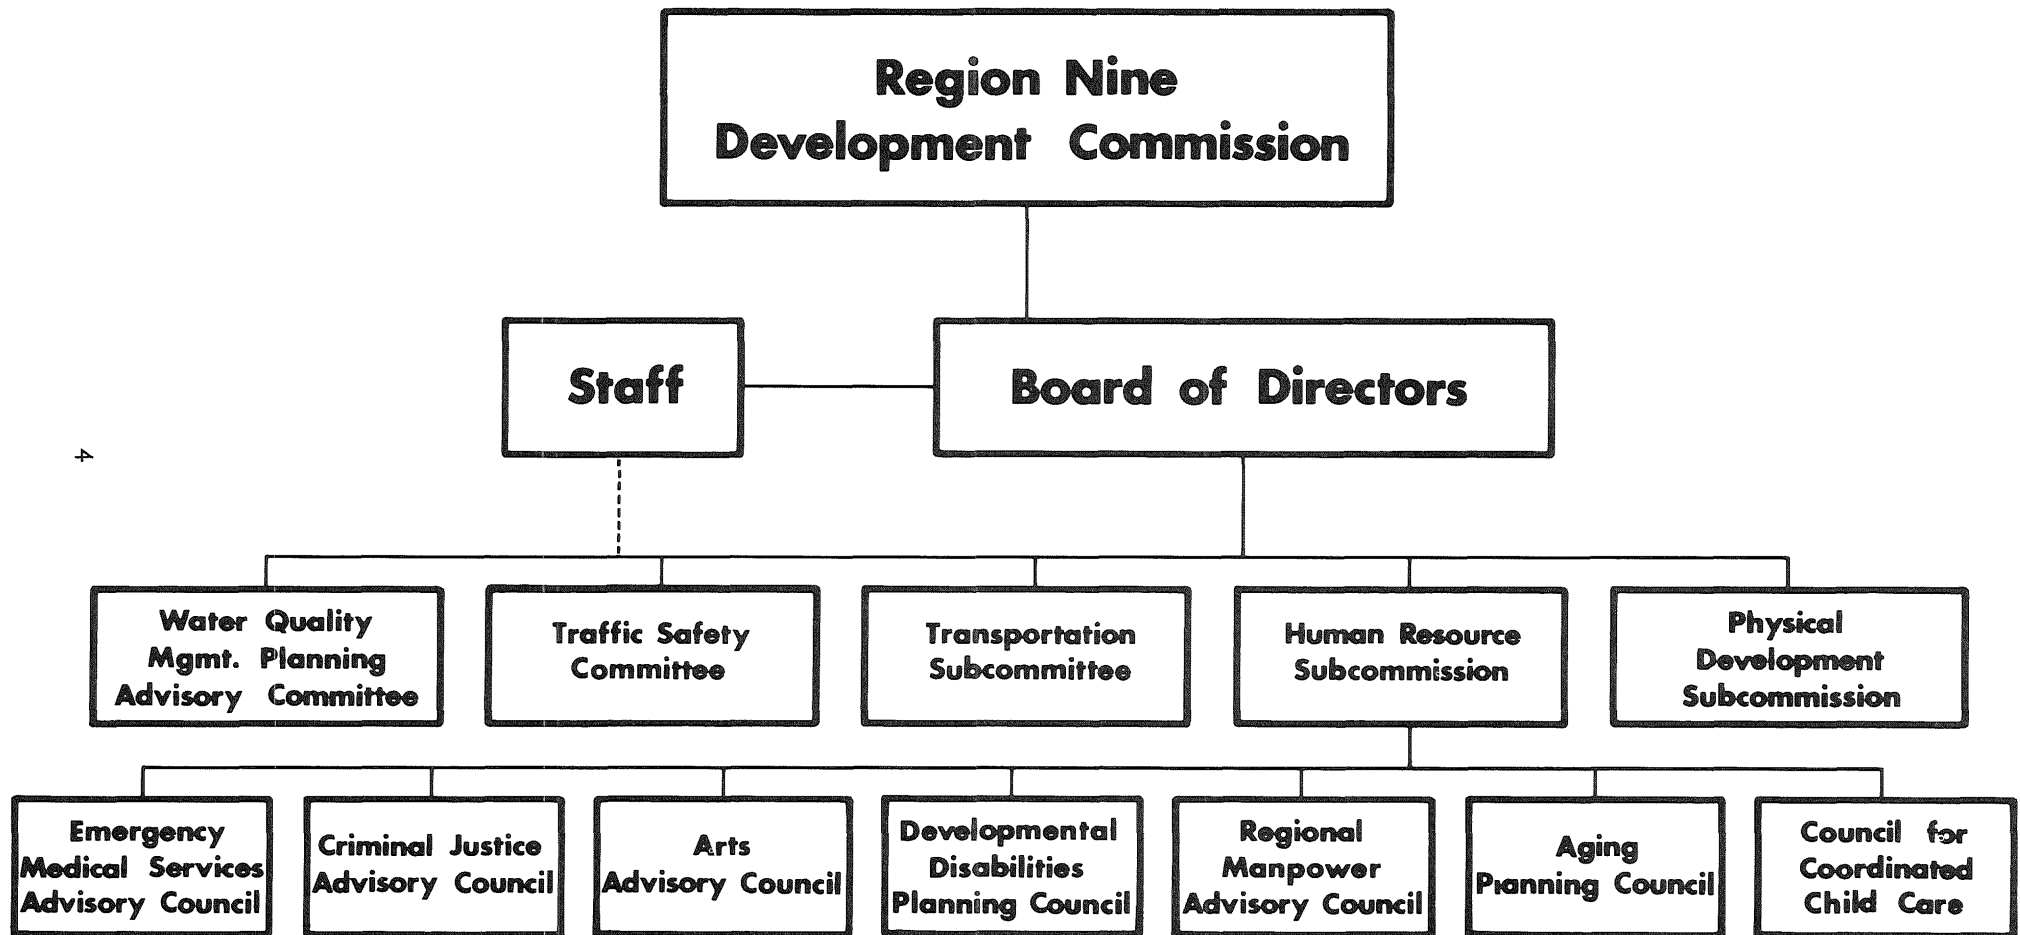 Region Nine
Development Commission
Staff
Board of Directors
4
Water Quality
Mgmt. Planning
Advisory Committee
Traffic Safety
Committee
Transportation
Subcommittee
Human Resource
Subcommission
Physical
Development
Subcommission
Emergency
Medical Services
Advisory Council
Criminal Justice
Advisory Council
Arts
Advisory Council
Developmental
Disabilities
Planning Council
Regional
Manpower
Advisory Council
Aging
Planning Council
Council for
Coordinated
Child Care